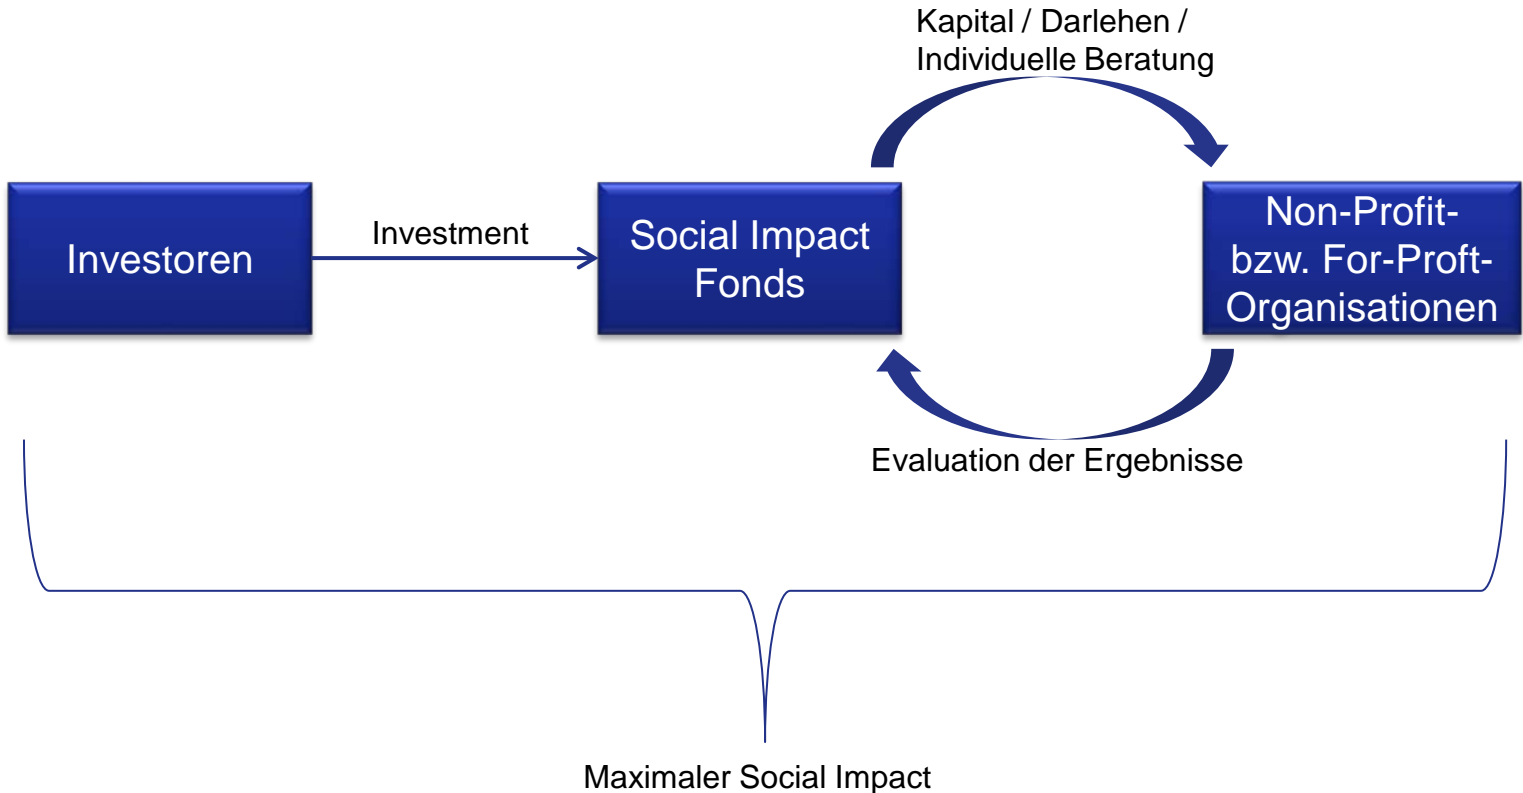 Kapital / Darlehen /
Individuelle Beratung
Investoren
Investment
Social Impact
Fonds
Non-Profit-
bzw. For-Proft-
Organisationen
Evaluation der Ergebnisse
Maximaler Social Impact